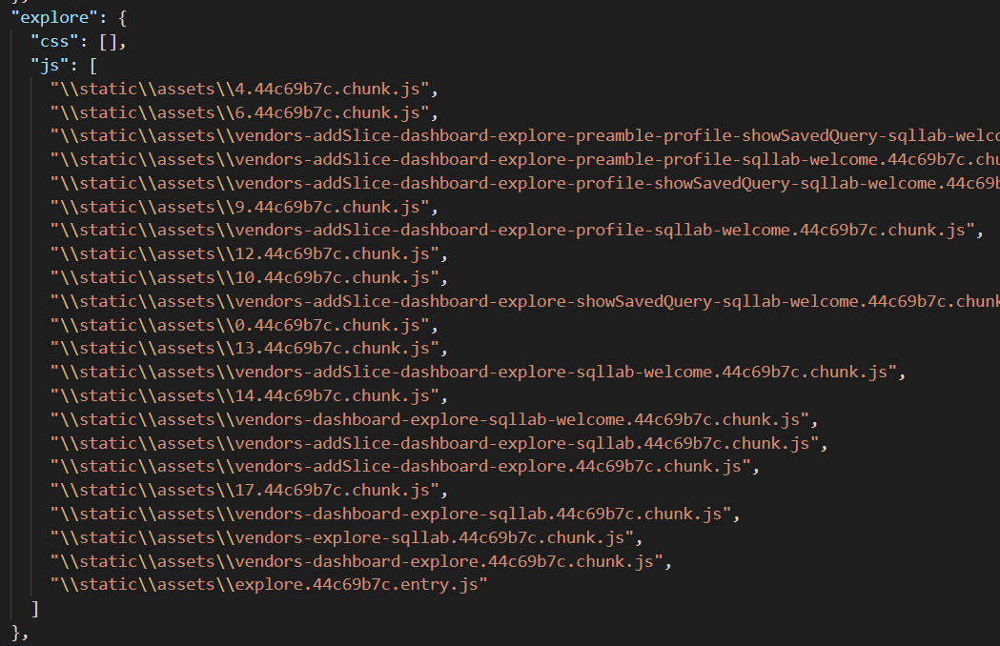 "explore": {
"css": [],
"js": [
"\\static\\assets\\4.44c69b7c.chunk.js",
"\\static\\assets\\6.44c69b7c.chunk.js",
"\\static\\assets\\vendors-addSlice-dashboard-explore-preamble-profile-showSavedQuery-sqllab-welco
"\\static\\assets\\vendors-addSlice-dashboard-explore-preamble-profile-sqllab-welcome.44c69b7c.chu
"\\static\\assets\\vendors-addSlice-dashboard-explore-profile-showSavedQuery-sqllab-welcome.44c69b
"\\static\\assets\\9.44c69b7c.chunk.js",
"\\static\\assets\\vendors-addSlice-dashboard-explore-profile-sqllab-welcome.44c69b7c.chunk.js",
"\\static\\assets\\12.44c69b7c.chunk.js",
"\\static\\assets\\10.44c69b7c.chunk.js",
"\\static\\assets\\vendors-addSlice-dashboard-explore-showSavedQuery-sqllab-welcome.44c69b7c.chunk
"\\static\\assets\\0.44c69b7c.chunk.js",
"\\static\\assets\\13.44c69b7c.chunk.js",
"\\static\\assets\\vendors-addSlice-dashboard-explore-sqllab-welcome.44c69b7c.chunk.js",
"\\static\\assets\\14.44c69b7c.chunk.js",
"\\static\\assets\\vendors-dashboard-explore-sqllab-welcome.44c69b7c.chunk.js",
"\\static\\assets\\vendors-addSlice-dashboard-explore-sqllab.44c69b7c.chunk.js",
"\\static\\assets\\vendors-addSlice-dashboard-explore.44c69b7c.chunk.js",
"\\static\\assets\\17.44c69b7c.chunk.js",
"\\static\\assets\\vendors-dashboard-explore-sqllab.44c69b7c.chunk.js",
"\\static\\assets\\vendors-explore-sqllab.44c69b7c.chunk.js",
"\\static\\assets\\vendors-dashboard-explore.44c69b7c.chunk.js",
"\\static\\assets\\explore.44c69b7c.entry.js"
]
},